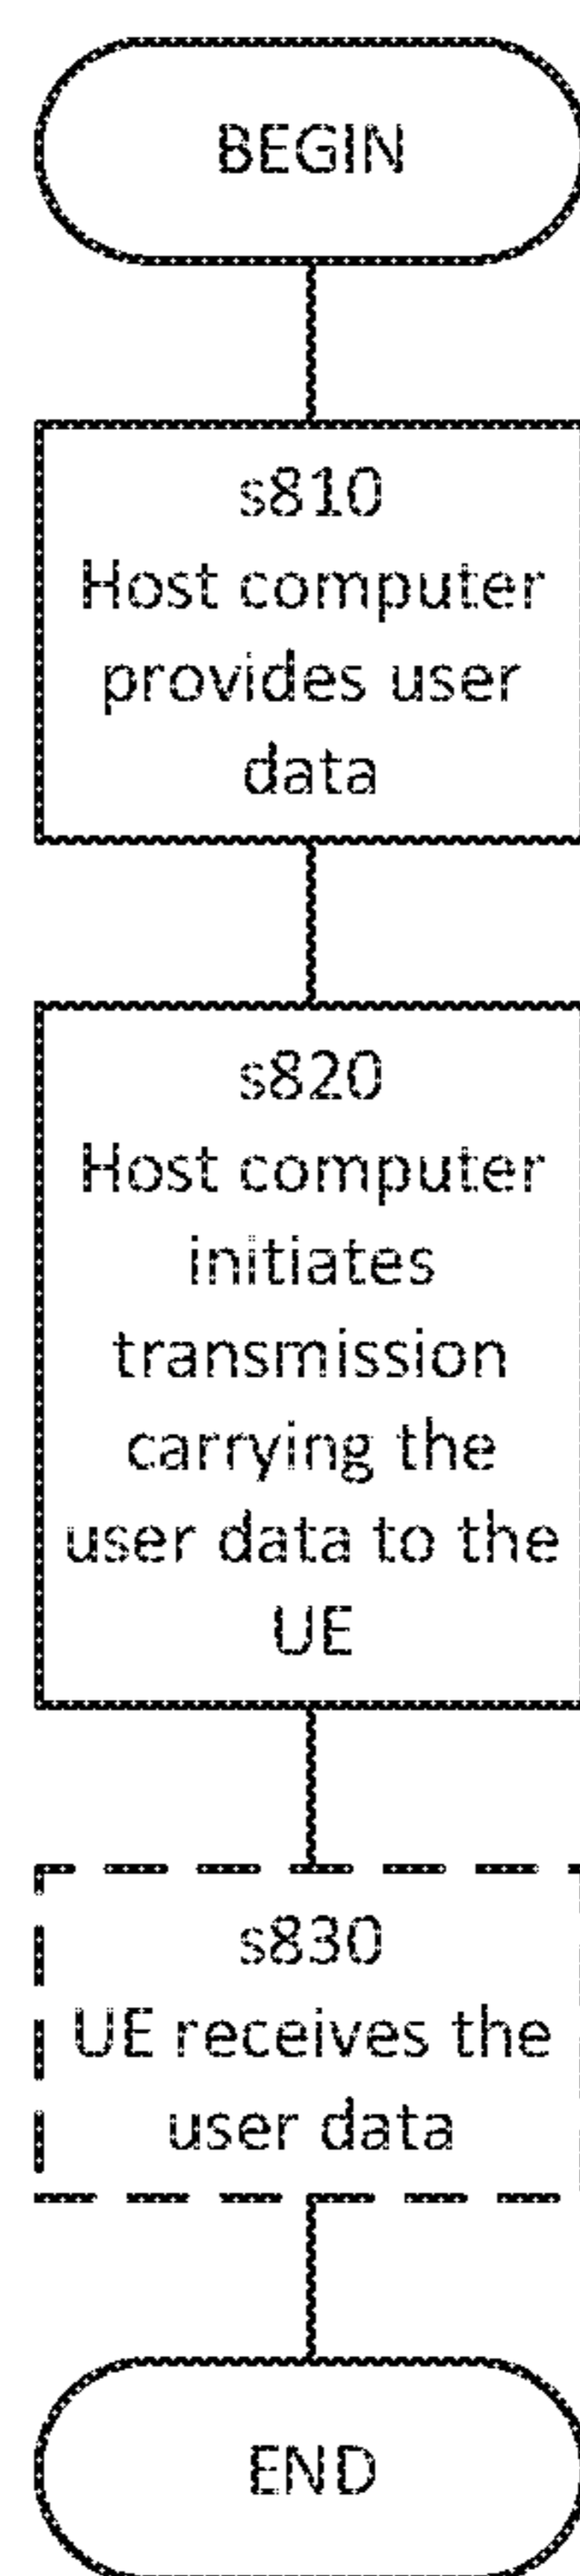 BEGIN
s810
Host computer
provides user
data
s820
Host computer
initiates
transmission
carrying the
user data to the
UE
s830
UE receives the
user data
END